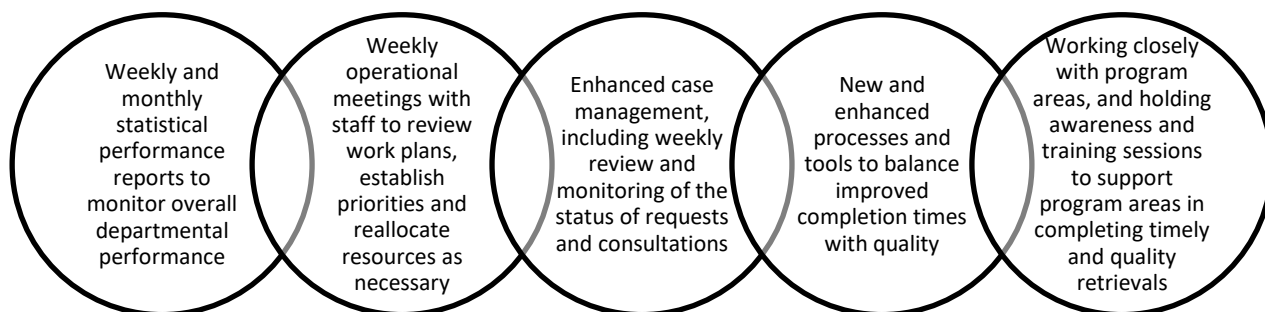 Weekly and
monthly
statistical
performance
reports to
monitor overall
departmental
performance
Weekly
operational
meetings with
staff to review
work plans,
establish
priorities and
reallocate
resources as
necessary
Enhanced case
management,
including weekly
review and
monitoring of the
status of requests
and consultations
New and
enhanced
processes and
tools to balance
improved
completion times
with quality
Working closely
with program
areas, and holding
awareness and
training sessions
to support
program areas in
completing timely
and quality
retrievals